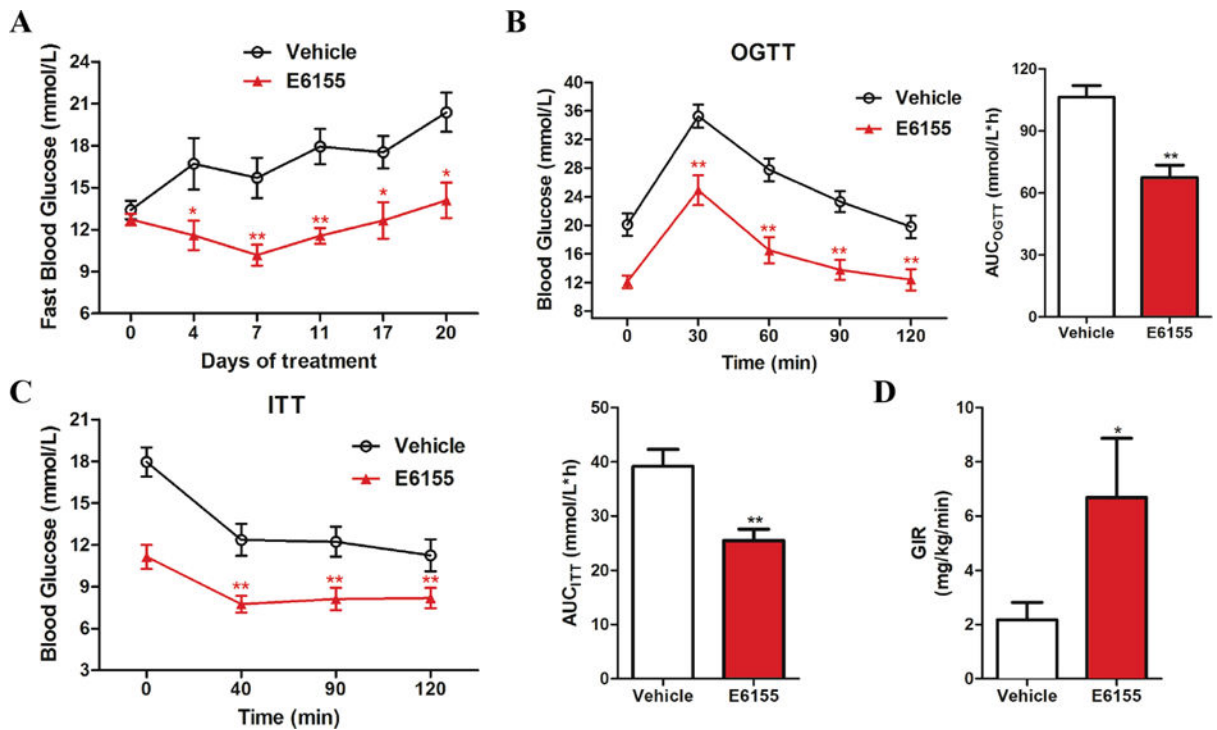 A
Vehicle
E6155
Fast Blood Glucose (mmol/L)
24
21
18
15
12
9
6
* ** ** * *
0 4 7 11 17 20
Days of treatment
B
OGTT
Vehicle
E6155
Blood Glucose (mmol/L)
40
36
32
28
24
20
16
12
8
** ** ** **
0 30 60 90 120
Time (min)
AUCOGTT (mmol/L*h)
120
90
60
30
0
**
Vehicle E6155
C
ITT
Vehicle
E6155
Blood Glucose (mmol/L)
21
18
15
12
9
6
3
** ** **
0 40 90 120
Time (min)
AUCITT (mmol/L*h)
50
40
30
20
10
0
**
Vehicle E6155
D
GIR
(mg/kg/min)
10
8
6
4
2
0
*
Vehicle E6155